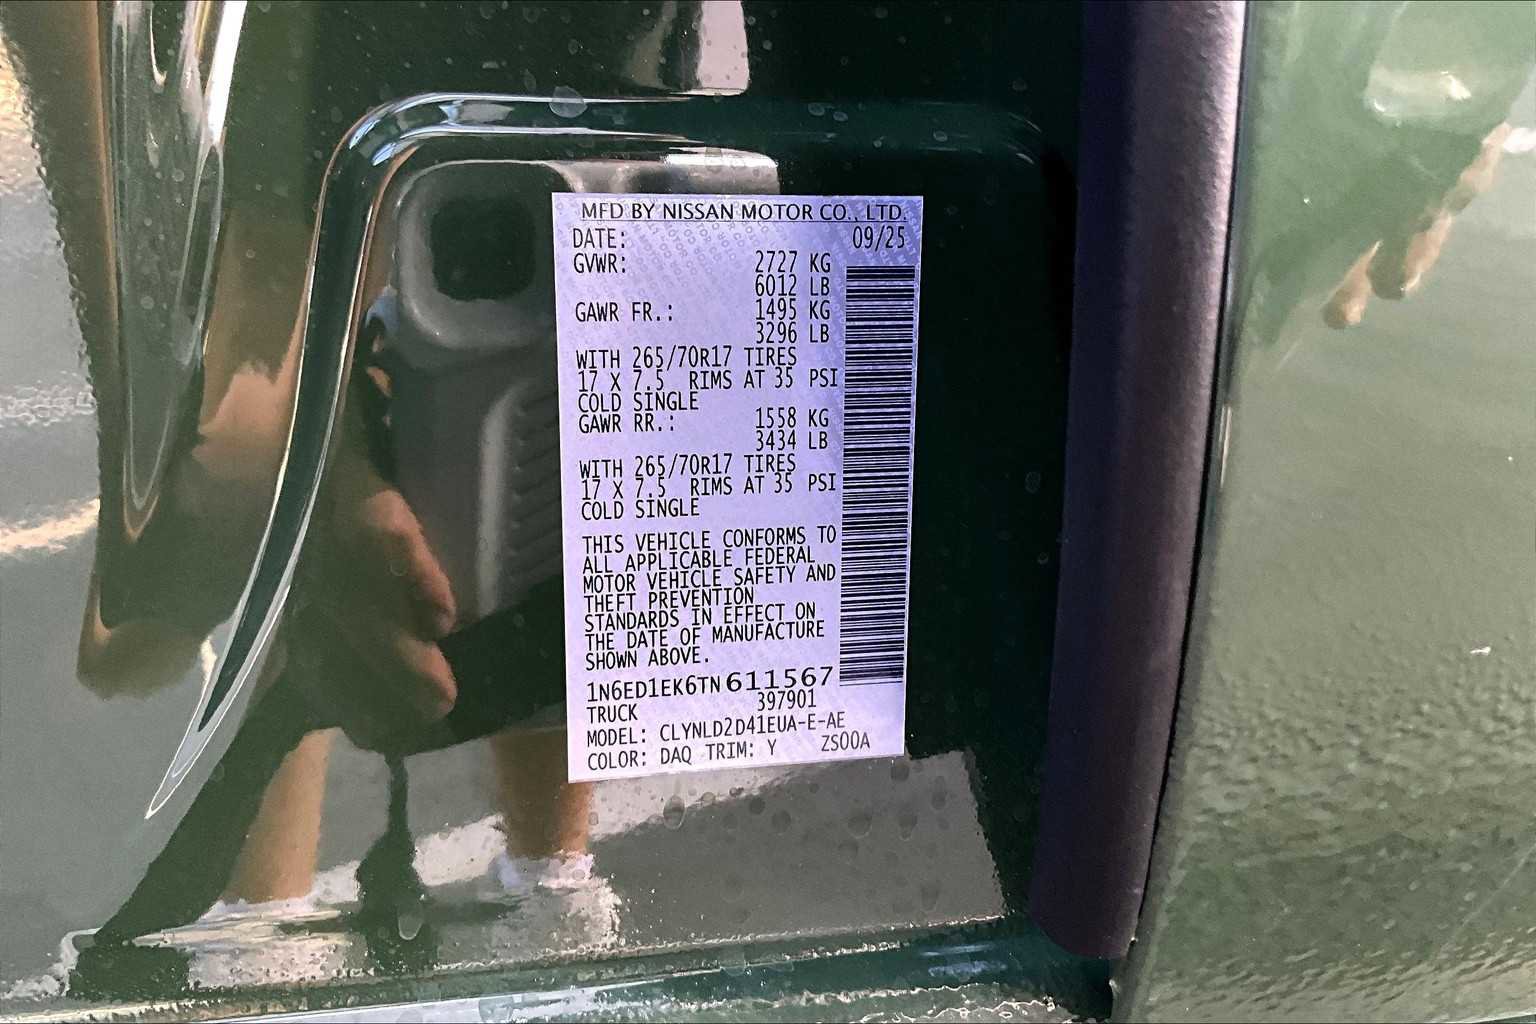 MFD BY NISSAN MOTOR CO., LTD.
DATE: 09/25
GVWR: 2727 KG
6012 LB
GAWR FR.: 1495 KG
3296 LB
WITH 265/70R17 TIRES
17 X 7.5 RIMS AT 35 PSI
COLD SINGLE
GAWR RR.: 1558 KG
3434 LB
WITH 265/70R17 TIRES
17 X 7.5 RIMS AT 35 PSI
COLD SINGLE
THIS VEHICLE CONFORMS TO
ALL APPLICABLE FEDERAL
MOTOR VEHICLE SAFETY AND
THEFT PREVENTION
STANDARDS IN EFFECT ON
THE DATE OF MANUFACTURE
SHOWN ABOVE.
1N6ED1EK6TN611567
TRUCK 397901
MODEL: CLYNLD2D41EUA-E-AE
COLOR: DAQ TRIM: Y ZS00A